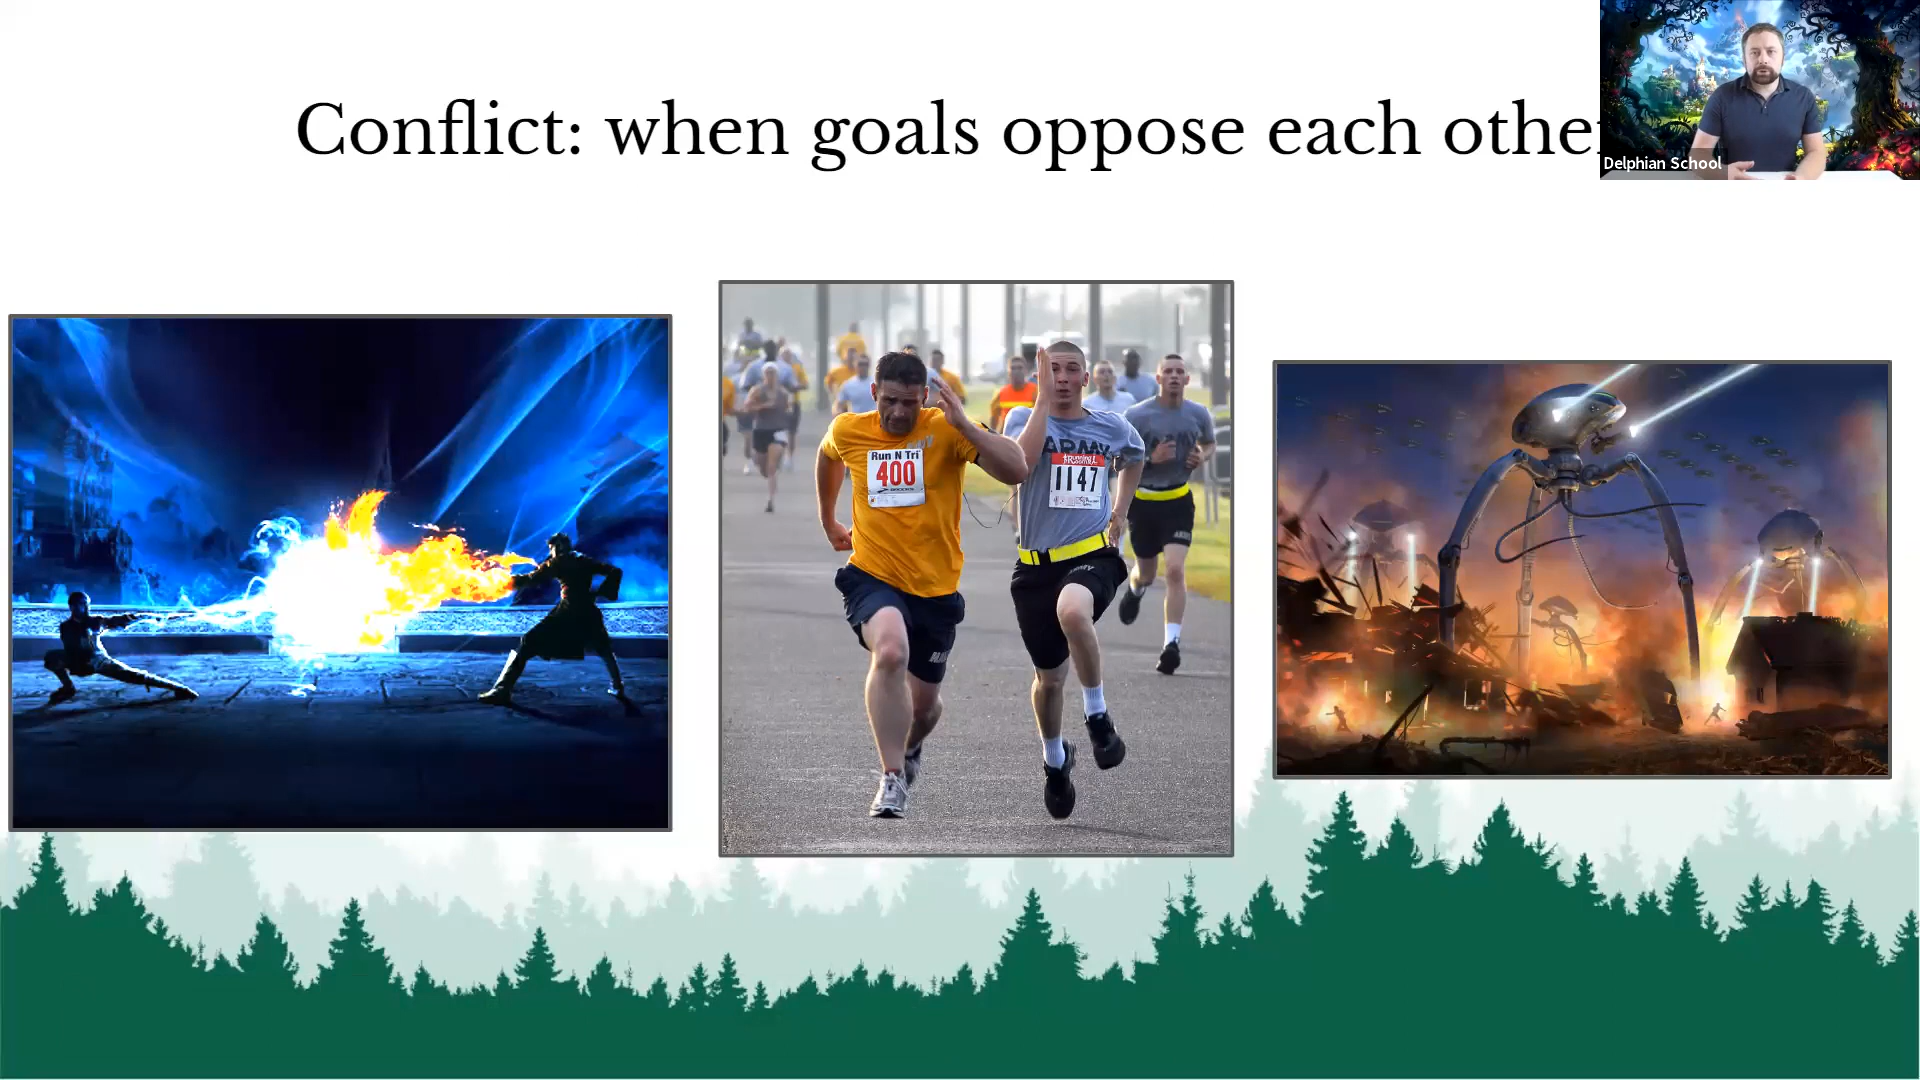 Conflict: when goals oppose each othe
Delphian School
Run N Tri
400
ARMY
1147
ARMY